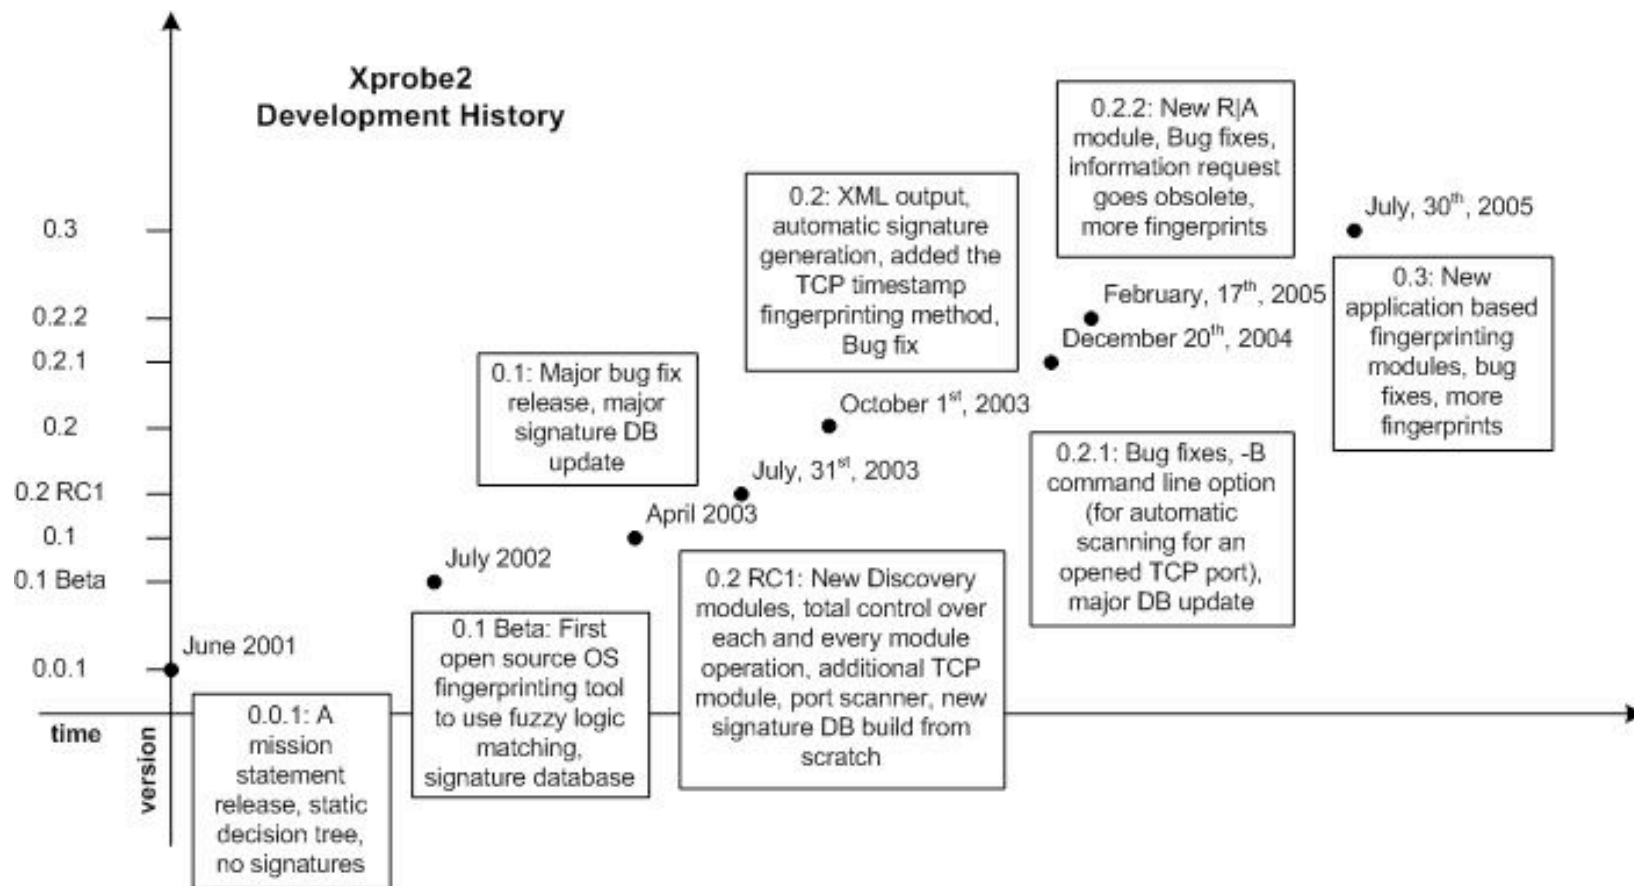 Xprobe2
Development History
0.3
0.2.2
0.2.1
0.2
0.2 RC1
0.1
0.1 Beta
0.0.1
time
version
June 2001
0.0.1: A
mission
statement
release, static
decision tree,
no signatures
July 2002
0.1 Beta: First
open source OS
fingerprinting tool
to use fuzzy logic
matching,
signature database
0.1: Major bug fix
release, major
signature DB
update
April 2003
July, 31st, 2003
0.2 RC1: New Discovery
modules, total control over
each and every module
operation, additional TCP
module, port scanner, new
signature DB build from
scratch
0.2: XML output,
automatic signature
generation, added the
TCP timestamp
fingerprinting method,
Bug fix
October 1st, 2003
December 20th, 2004
0.2.1: Bug fixes, -B
command line option
(for automatic
scanning for an
opened TCP port),
major DB update
0.2.2: New R|A
module, Bug fixes,
information request
goes obsolete,
more fingerprints
February, 17th, 2005
July, 30th, 2005
0.3: New
application based
fingerprinting
modules, bug
fixes, more
fingerprints